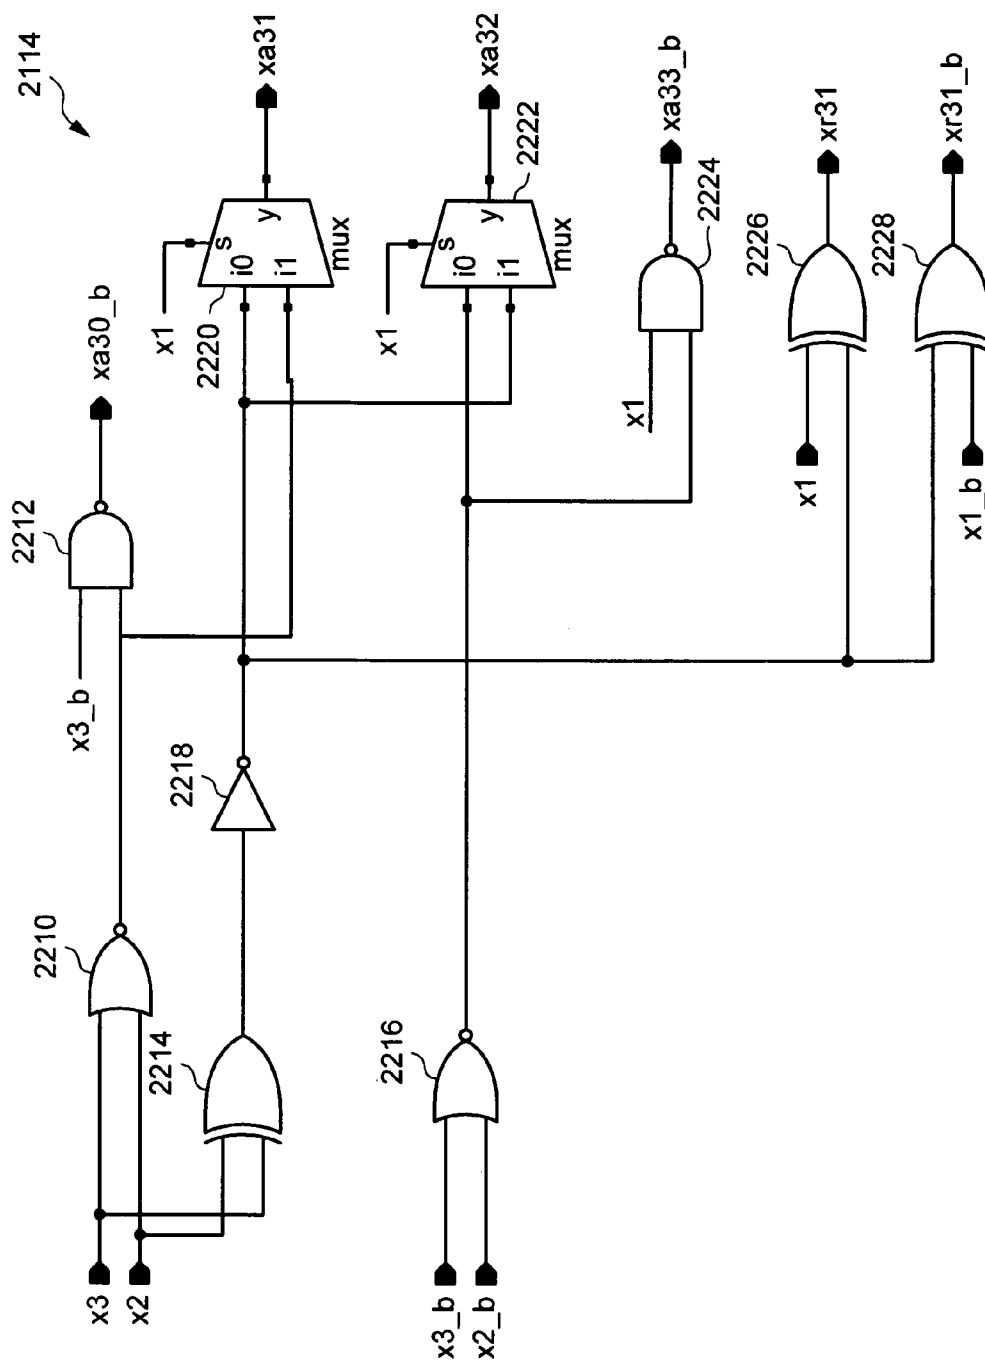 2114
x3
x2
2210
2214
x3_b
2212
xa30_b
2218
x1
2220
s
i0
i1
y
mux
xa31
x1
s
i0
i1
y
mux
2222
xa32
x3_b
x2_b
2216
x1
2224
xa33_b
x1
2226
xr31
x1_b
2228
xr31_b